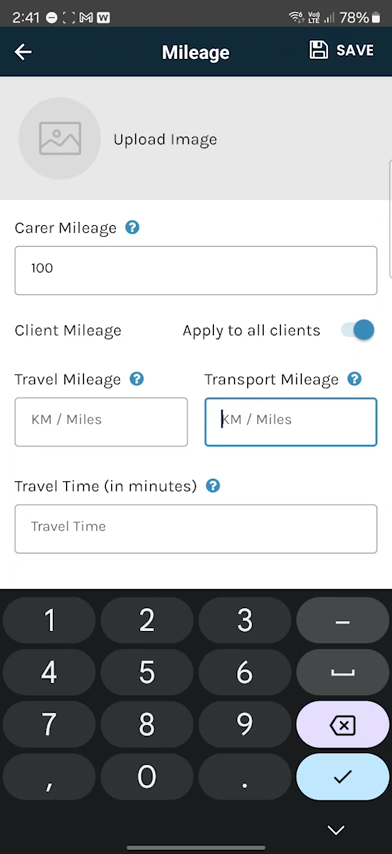 2:41 78%
Mileage SAVE
Upload Image
Carer Mileage
100
Client Mileage Apply to all clients
Travel Mileage Transport Mileage
KM / Miles KM / Miles
Travel Time (in minutes)
Travel Time
1 2 3 –
4 5 6
7 8 9
, 0 .